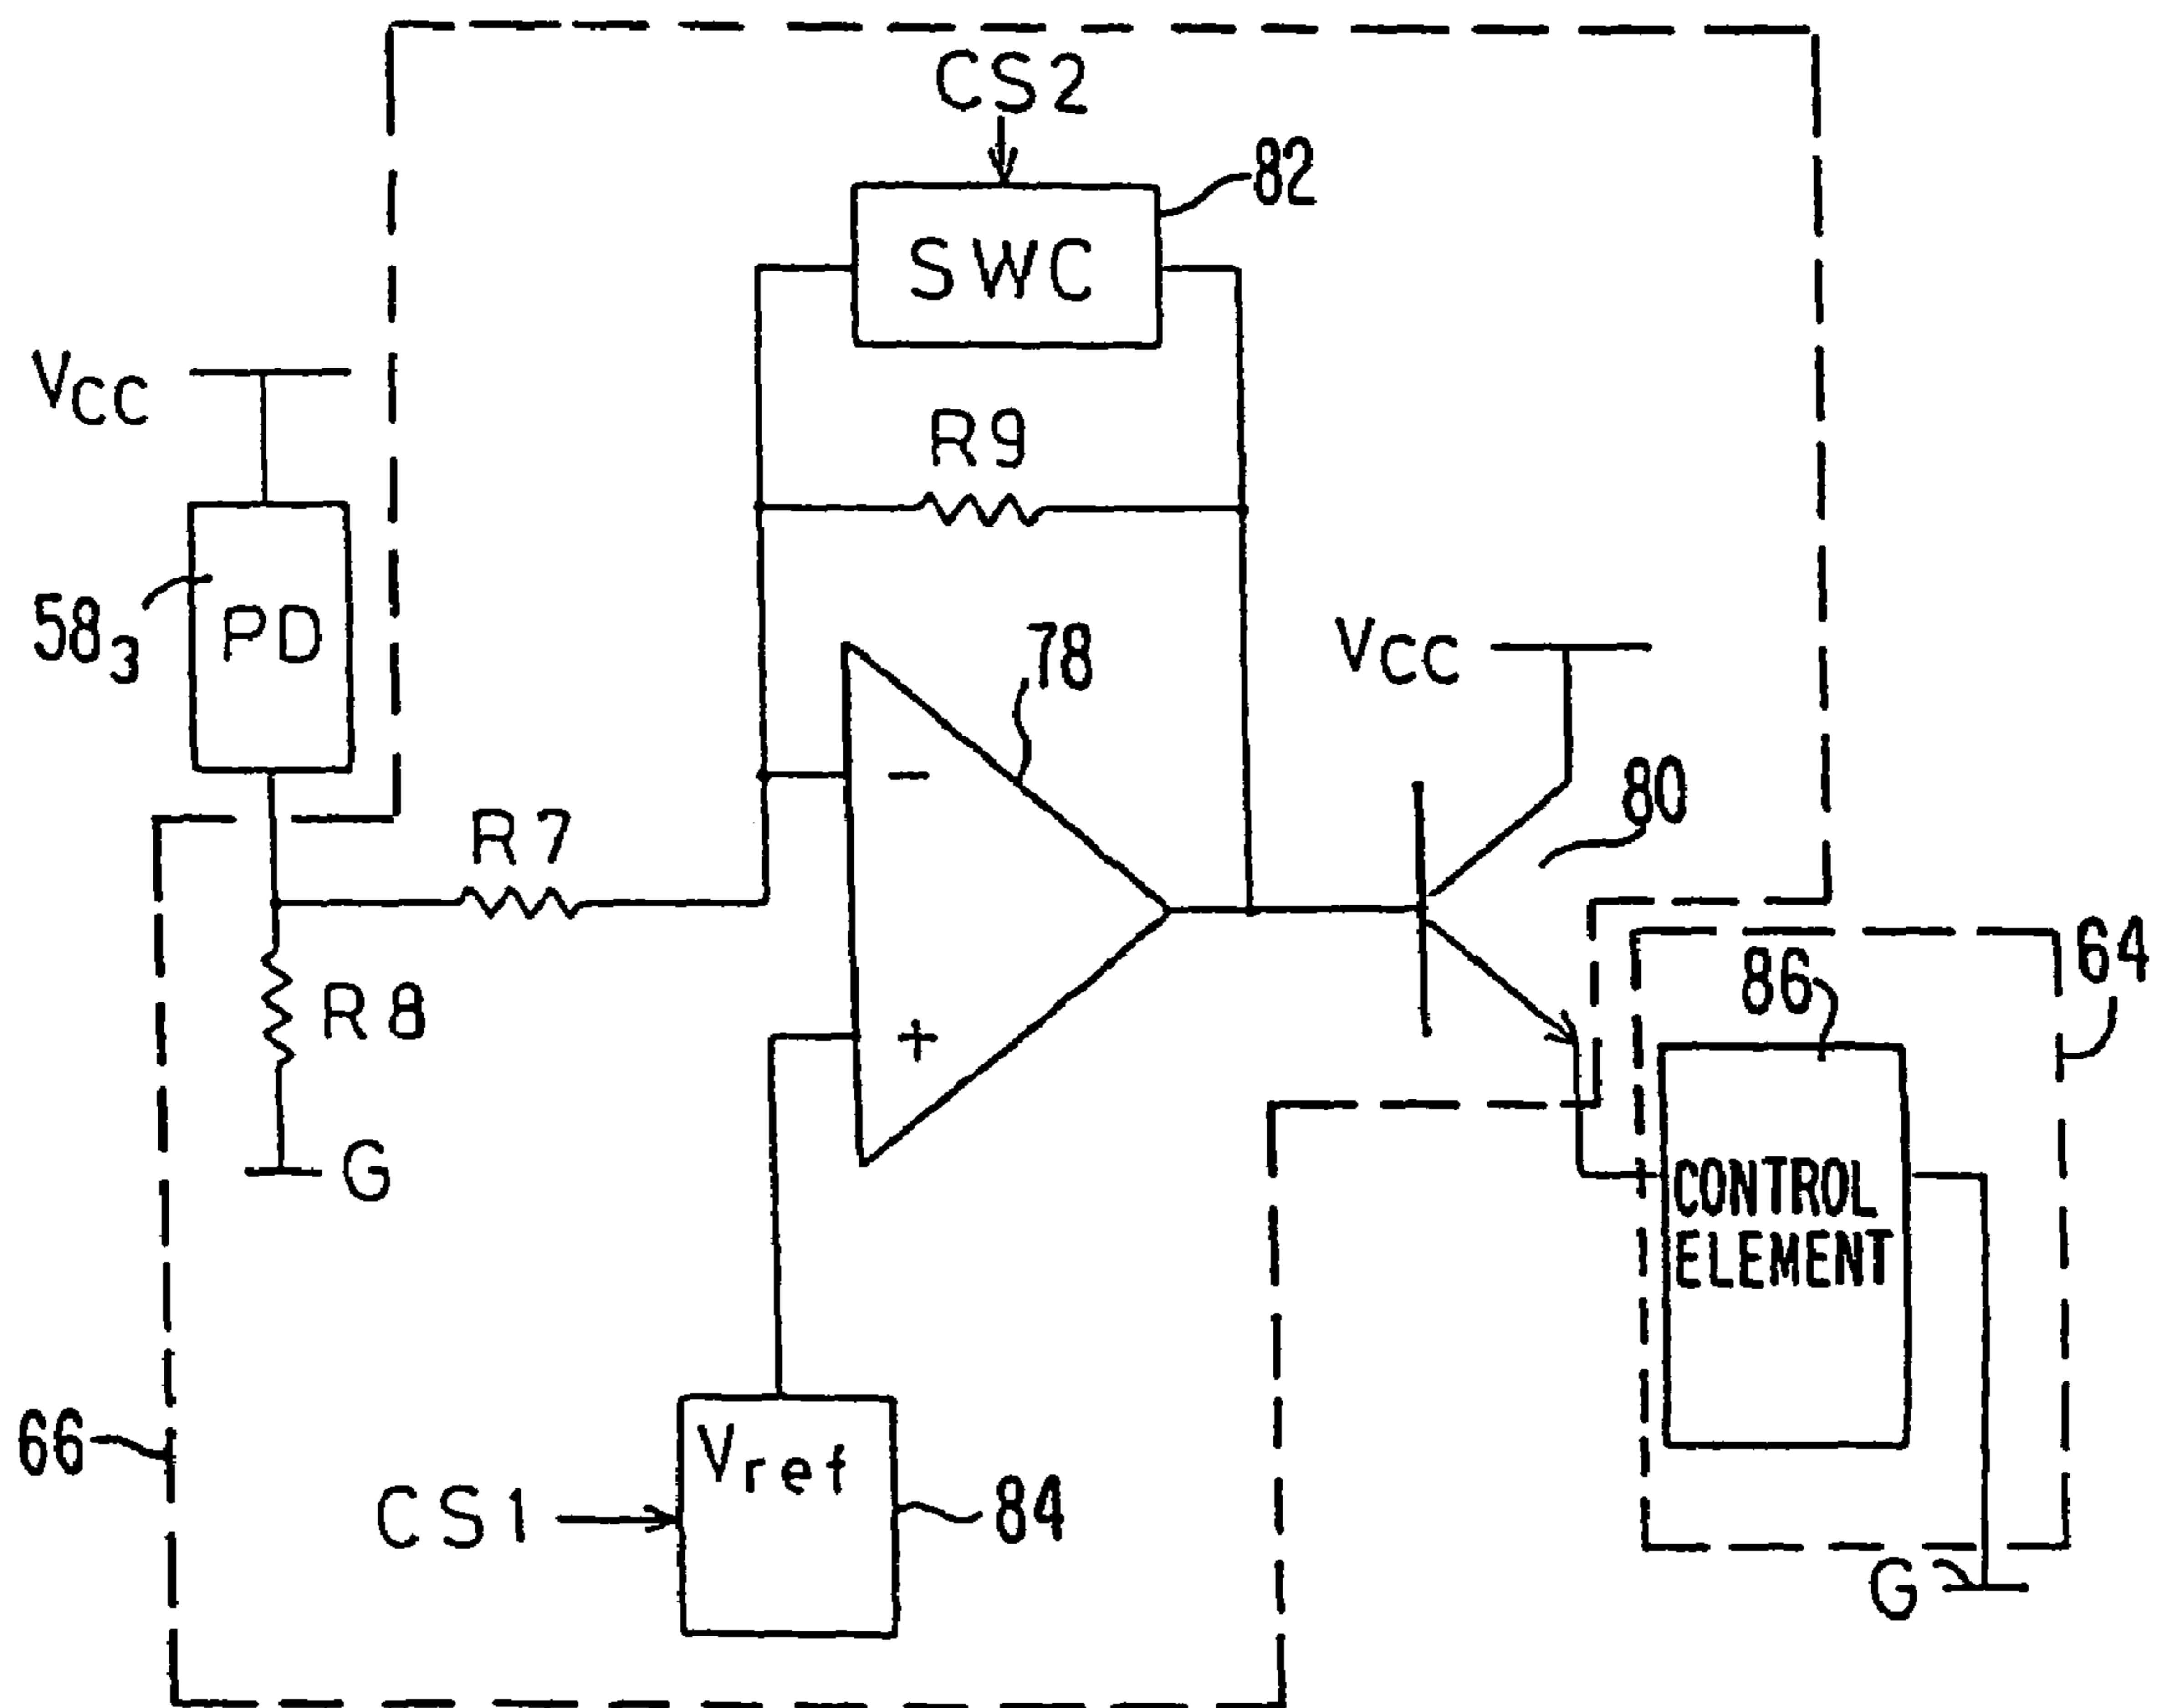 CS2
82
SWC
VCC
R9
583
PD
78
VCC
80
R7
-
64
86
R8
+
G
CONTROL
ELEMENT
66
Vref
CS1
84
G